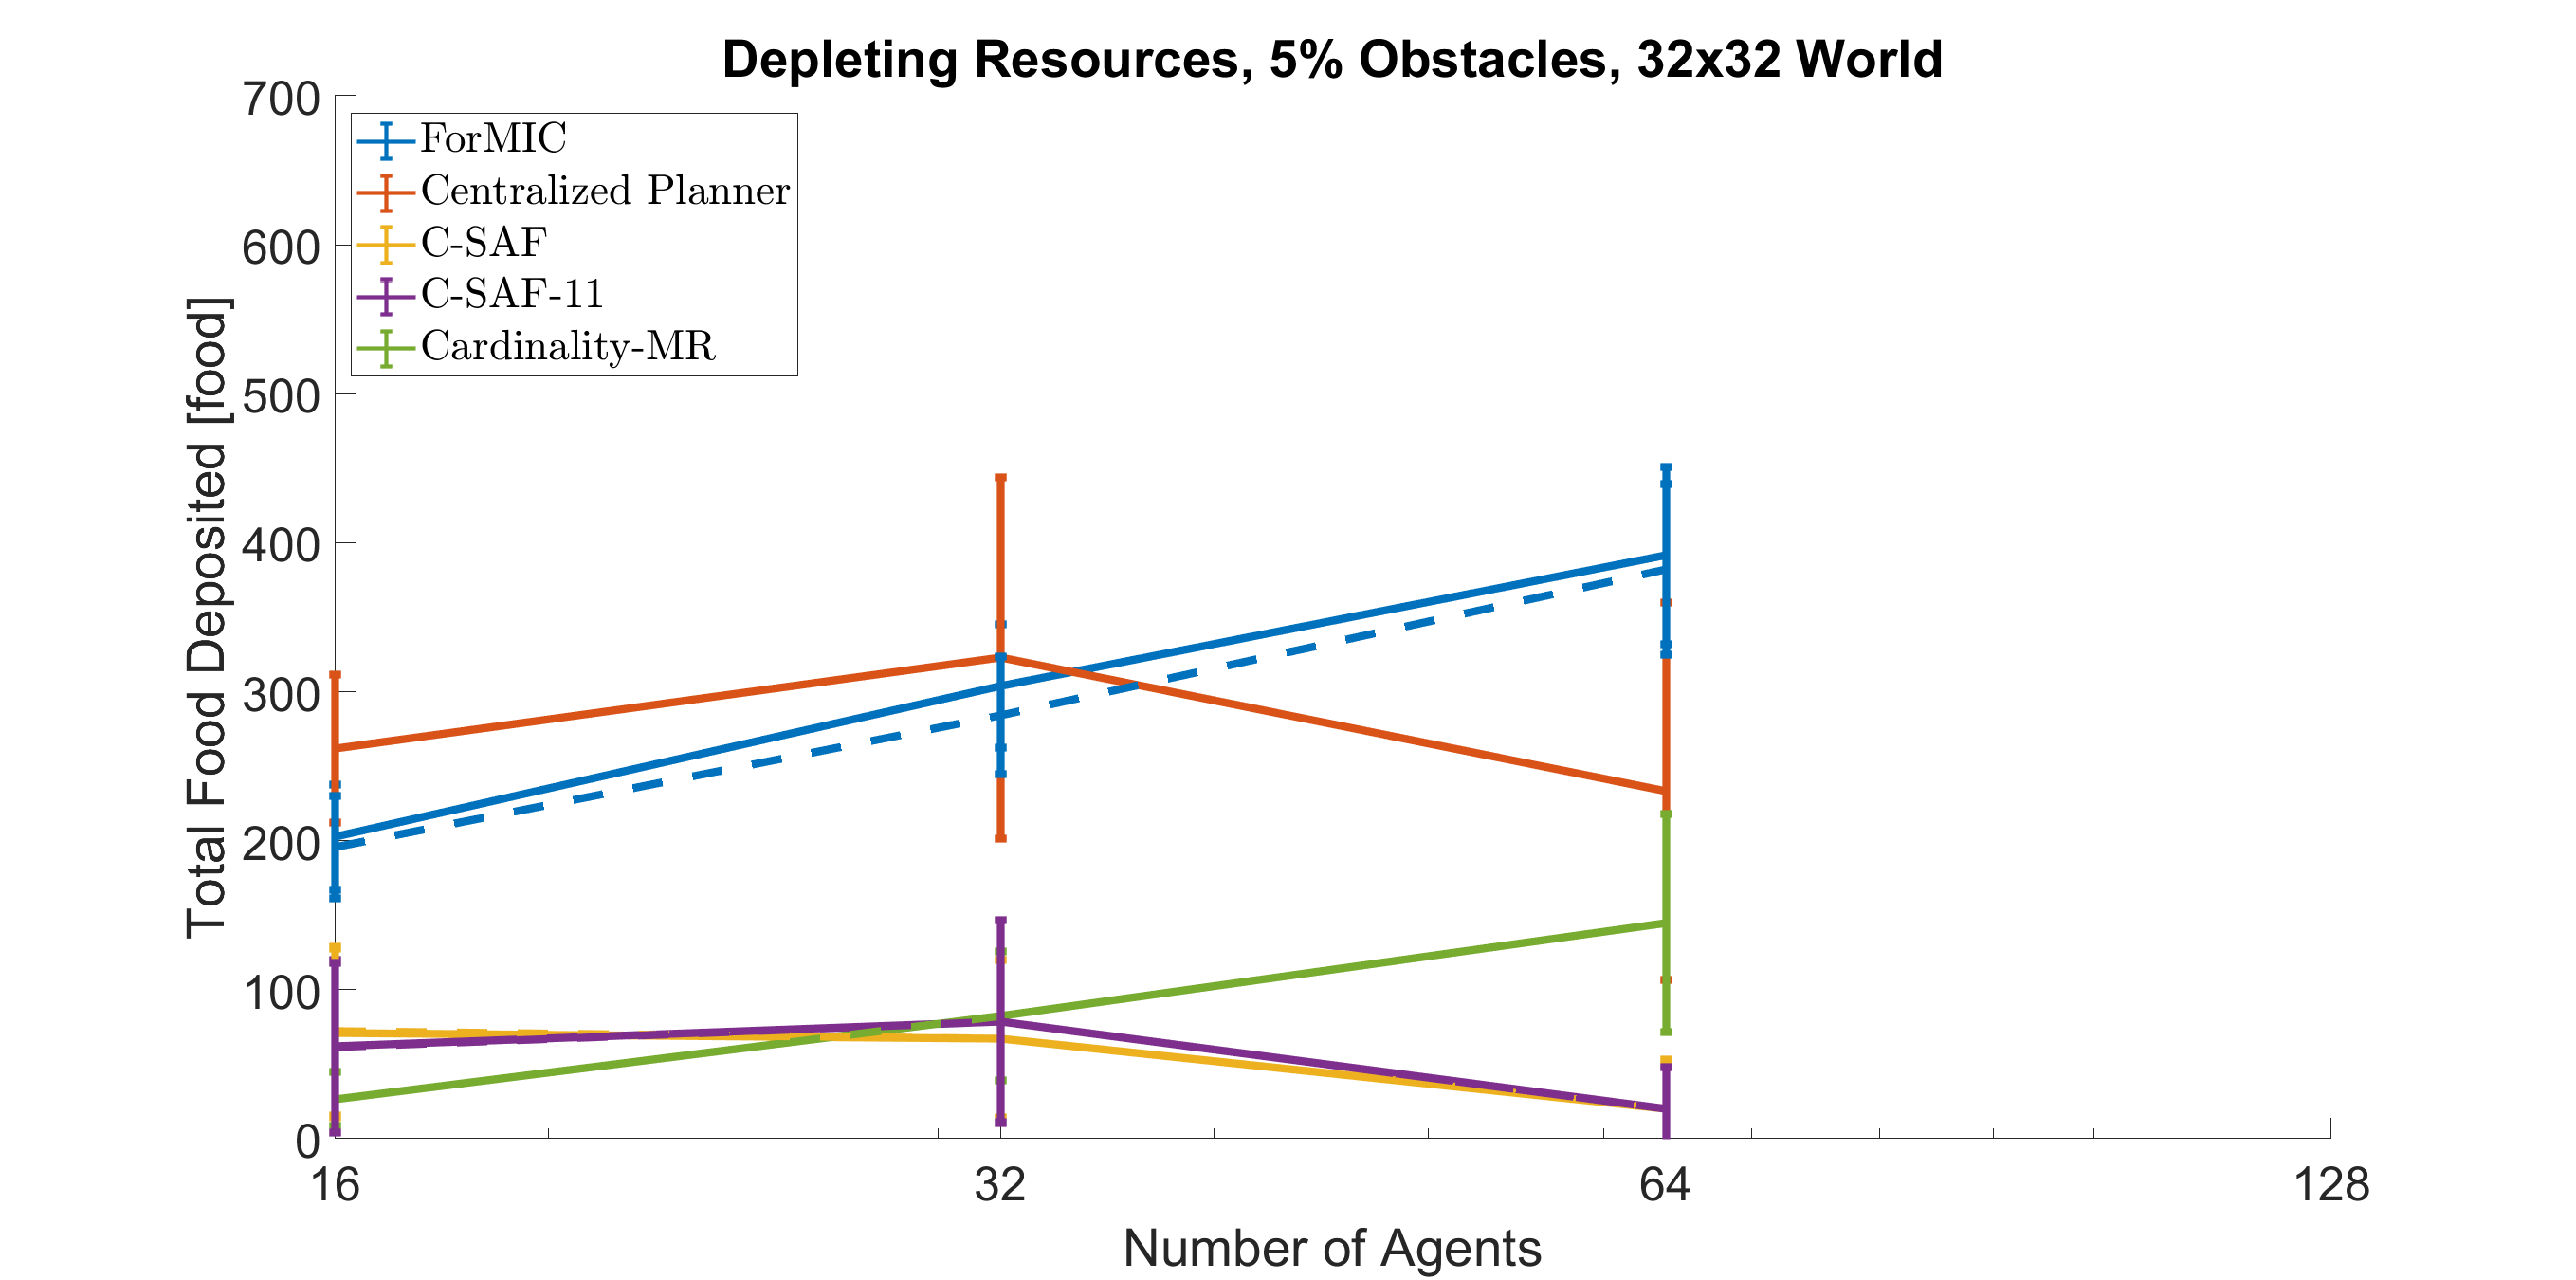 Depleting Resources, 5% Obstacles, 32x32 World
700
600
500
400
300
200
100
0
Total Food Deposited [food]
ForMIC
Centralized Planner
C-SAF
C-SAF-11
Cardinality-MR
16
32
64
128
Number of Agents